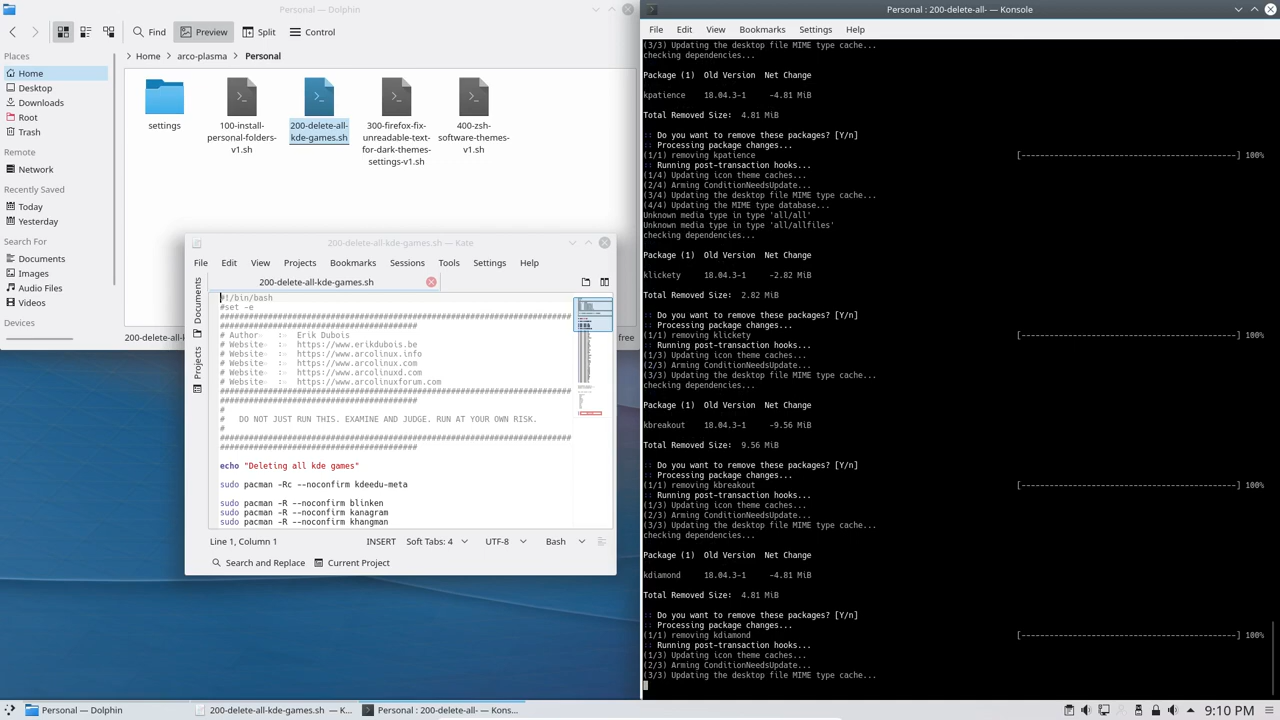 Personal — Dolphin
Find
Preview
Split
Control
Places
Home
Desktop
Downloads
Root
Trash
Remote
Network
Recently Saved
Today
Yesterday
Search For
Documents
Images
Audio Files
Videos
Devices
Home
arco-plasma
Personal
settings
100-install-
personal-folders-
v1.sh
200-delete-all-
kde-games.sh
300-firefox-fix-
unreadable-text-
for-dark-themes-
settings-v1.sh
400-zsh-
software-themes-
v1.sh
200-delete-all-k
free
200-delete-all-kde-games.sh — Kate
File Edit View Projects Bookmarks Sessions Tools Settings Help
200-delete-all-kde-games.sh
Documents
Projects
#!/bin/bash
#set -e
##################################################################################################################
# Author : Erik Dubois
# Website : https://www.erikdubois.be
# Website : https://www.arcolinux.info
# Website : https://www.arcolinux.com
# Website : https://www.arcolinuxd.com
# Website : https://www.arcolinuxforum.com
##################################################################################################################
#
# DO NOT JUST RUN THIS. EXAMINE AND JUDGE. RUN AT YOUR OWN RISK.
#
##################################################################################################################
echo "Deleting all kde games"
sudo pacman -Rc --noconfirm kdeedu-meta
sudo pacman -R --noconfirm blinken
sudo pacman -R --noconfirm kanagram
sudo pacman -R --noconfirm khangman
Line 1, Column 1
INSERT
Soft Tabs: 4
UTF-8
Bash
Search and Replace
Current Project
Personal : 200-delete-all- — Konsole
File Edit View Bookmarks Settings Help
(3/3) Updating the desktop file MIME type cache...
checking dependencies...
Package (1) Old Version Net Change
kpatience 18.04.3-1 -4.81 MiB
Total Removed Size: 4.81 MiB
:: Do you want to remove these packages? [Y/n]
:: Processing package changes...
(1/1) removing kpatience [----------------------------------------] 100%
:: Running post-transaction hooks...
(1/4) Updating icon theme caches...
(2/4) Arming ConditionNeedsUpdate...
(3/4) Updating the desktop file MIME type cache...
(4/4) Updating the MIME type database...
Unknown media type in type 'all/all'
Unknown media type in type 'all/allfiles'
checking dependencies...
Package (1) Old Version Net Change
klickety 18.04.3-1 -2.82 MiB
Total Removed Size: 2.82 MiB
:: Do you want to remove these packages? [Y/n]
:: Processing package changes...
(1/1) removing klickety [----------------------------------------] 100%
:: Running post-transaction hooks...
(1/3) Updating icon theme caches...
(2/3) Arming ConditionNeedsUpdate...
(3/3) Updating the desktop file MIME type cache...
checking dependencies...
Package (1) Old Version Net Change
kbreakout 18.04.3-1 -9.56 MiB
Total Removed Size: 9.56 MiB
:: Do you want to remove these packages? [Y/n]
:: Processing package changes...
(1/1) removing kbreakout [----------------------------------------] 100%
:: Running post-transaction hooks...
(1/3) Updating icon theme caches...
(2/3) Arming ConditionNeedsUpdate...
(3/3) Updating the desktop file MIME type cache...
checking dependencies...
Package (1) Old Version Net Change
kdiamond 18.04.3-1 -4.81 MiB
Total Removed Size: 4.81 MiB
:: Do you want to remove these packages? [Y/n]
:: Processing package changes...
(1/1) removing kdiamond [----------------------------------------] 100%
:: Running post-transaction hooks...
(1/3) Updating icon theme caches...
(2/3) Arming ConditionNeedsUpdate...
(3/3) Updating the desktop file MIME type cache...
Personal — Dolphin
200-delete-all-kde-games.sh — K...
Personal : 200-delete-all- — Kons...
9:10 PM